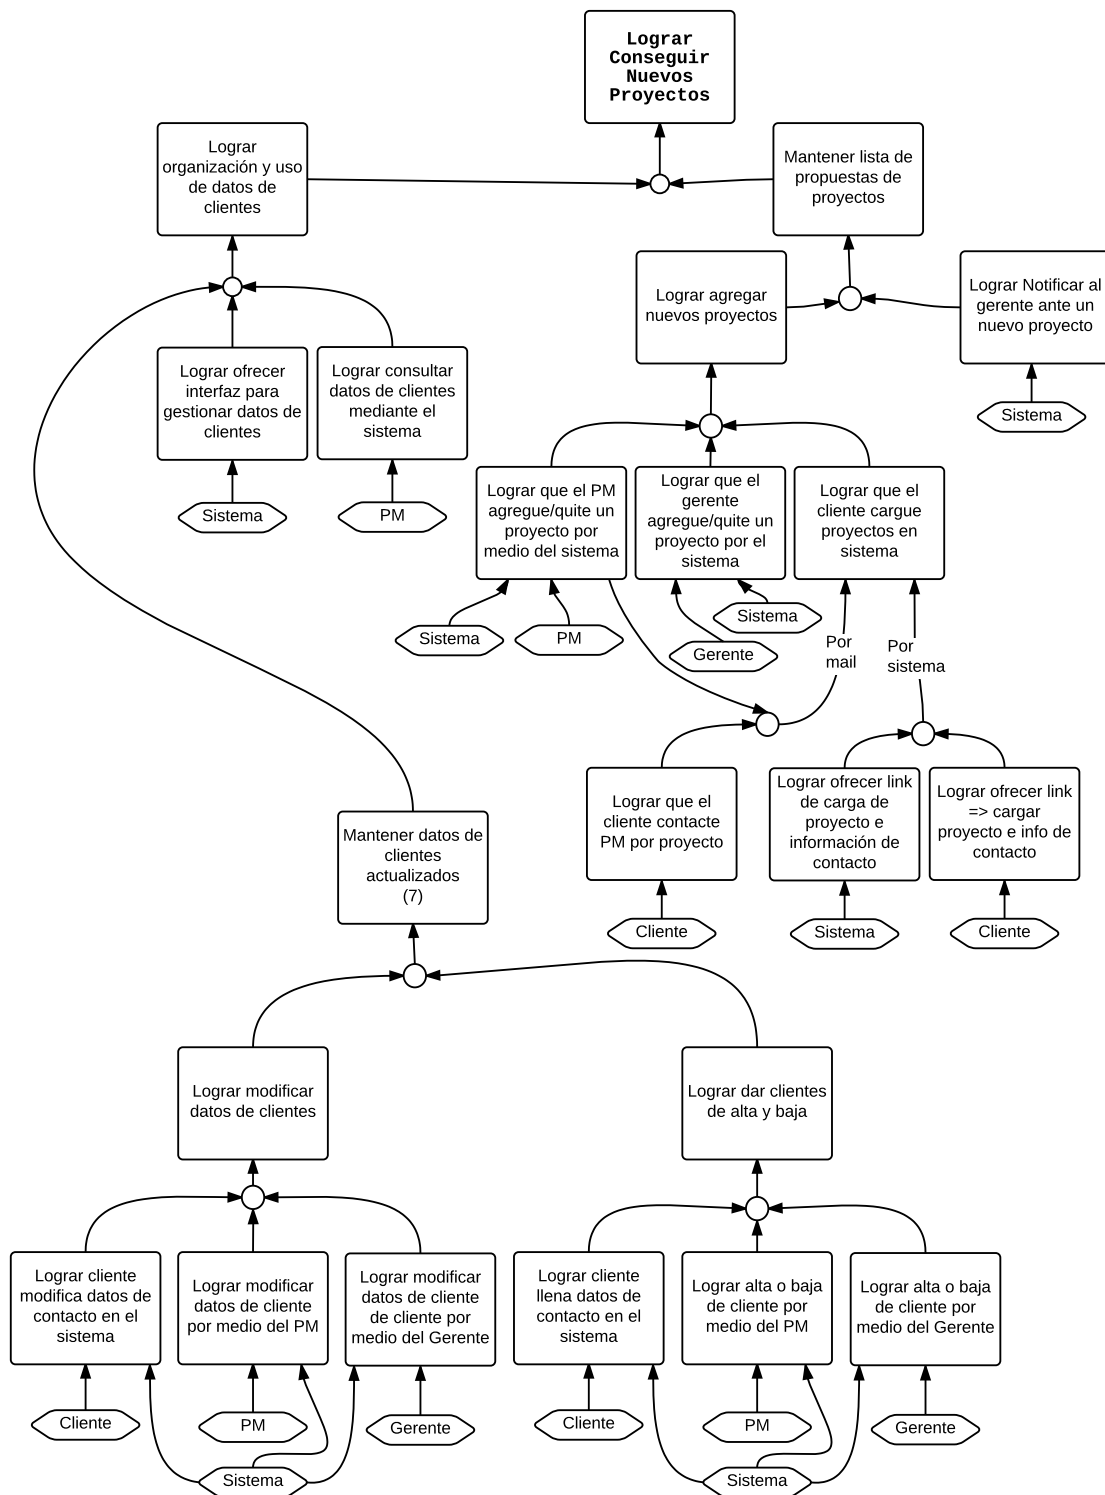 Lograr
Conseguir
Nuevos
Proyectos
Lograr
organización y uso
de datos de
clientes
Mantener lista de
propuestas de
proyectos
Lograr agregar
nuevos proyectos
Lograr Notificar al
gerente ante un
nuevo proyecto
Lograr ofrecer
interfaz para
gestionar datos de
clientes
Lograr consultar
datos de clientes
mediante el
sistema
Sistema
Sistema
PM
Lograr que el PM
agregue/quite un
proyecto por
medio del sistema
Lograr que el
gerente
agregue/quite un
proyecto por el
sistema
Lograr que el
cliente cargue
proyectos en
sistema
Sistema
PM
Sistema
Gerente
Por
mail
Por
sistema
Lograr que el
cliente contacte
PM por proyecto
Lograr ofrecer link
de carga de
proyecto e
información de
contacto
Lograr ofrecer link
=> cargar
proyecto e info de
contacto
Mantener datos de
clientes
actualizados
(7)
Cliente
Sistema
Cliente
Lograr modificar
datos de clientes
Lograr dar clientes
de alta y baja
Lograr cliente
modifica datos de
contacto en el
sistema
Lograr modificar
datos de cliente
por medio del PM
Lograr modificar
datos de cliente
de cliente por
medio del Gerente
Lograr cliente
llena datos de
contacto en el
sistema
Lograr alta o baja
de cliente por
medio del PM
Lograr alta o baja
de cliente por
medio del Gerente
Cliente
PM
Gerente
Cliente
PM
Gerente
Sistema
Sistema